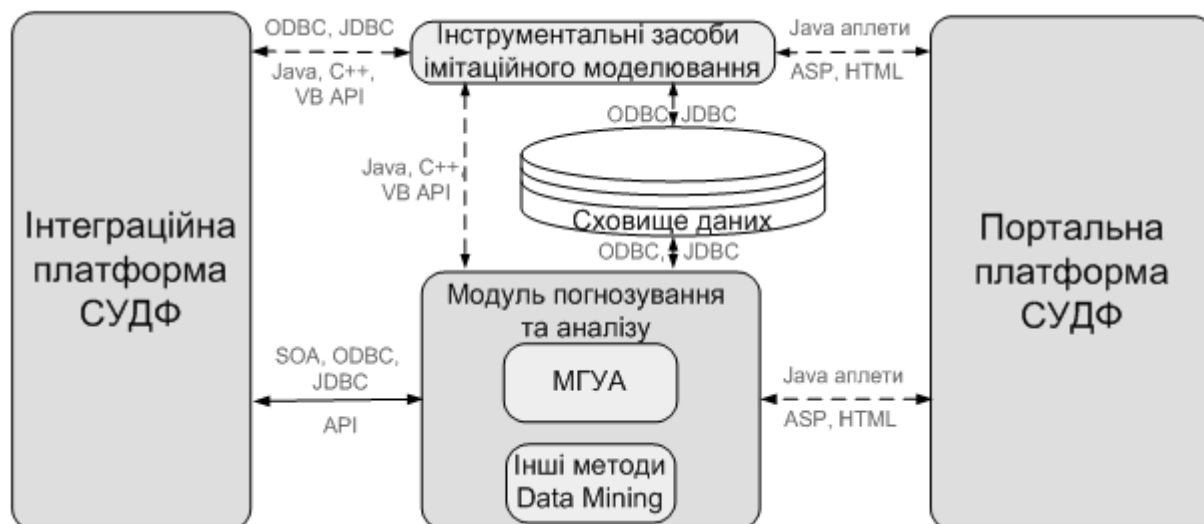 ODBC, JDBC
Java, C++,
VB API
Інструментальні засоби
імітаційного моделювання
Java аплети
ASP, HTML
ODBC, JDBC
Java, C++,
VB API
Сховище даних
ODBC, JDBC
Інтеграційна
платформа
СУДФ
Портальна
платформа
СУДФ
Модуль погнозування
та аналізу
МГУА
Інші методи
Data Mining
SOA, ODBC,
JDBC
API
Java аплети
ASP, HTML